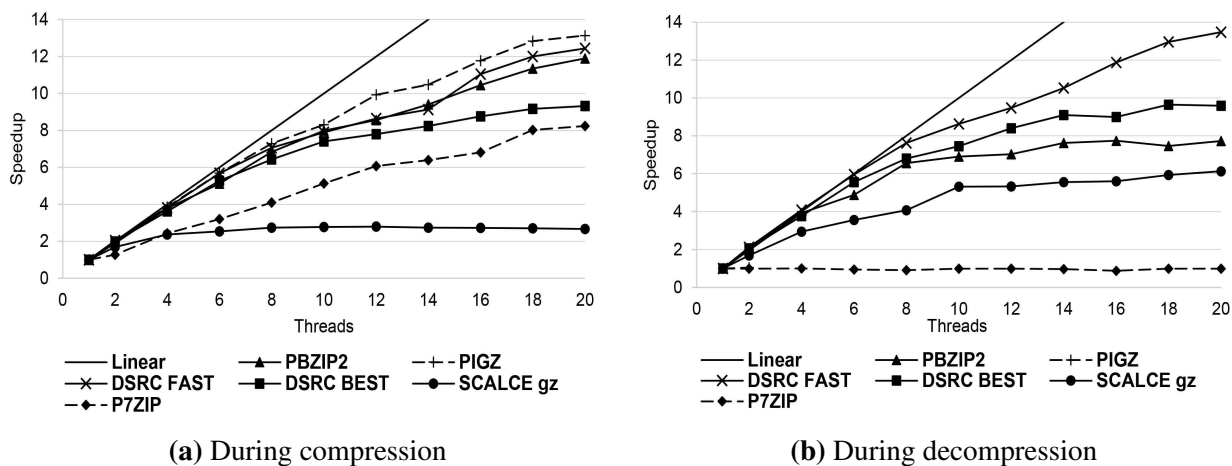 14
12
10
8
6
4
2
0
Speedup
0 2 4 6 8 10 12 14 16 18 20
Threads
Linear PBZIP2 PIGZ
DSRC FAST DSRC BEST SCALCE gz
P7ZIP
(a) During compression
14
12
10
8
6
4
2
0
Speedup
0 2 4 6 8 10 12 14 16 18 20
Threads
Linear PBZIP2 PIGZ
DSRC FAST DSRC BEST SCALCE gz
P7ZIP
(b) During decompression